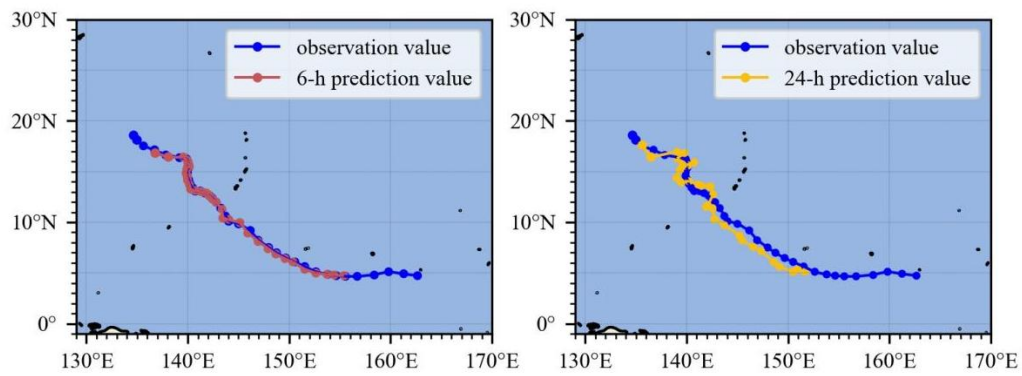 30°N
20°N
10°N
0°
130°E 140°E 150°E 160°E 170°E
observation value
6-h prediction value
30°N
20°N
10°N
0°
130°E 140°E 150°E 160°E 170°E
observation value
24-h prediction value